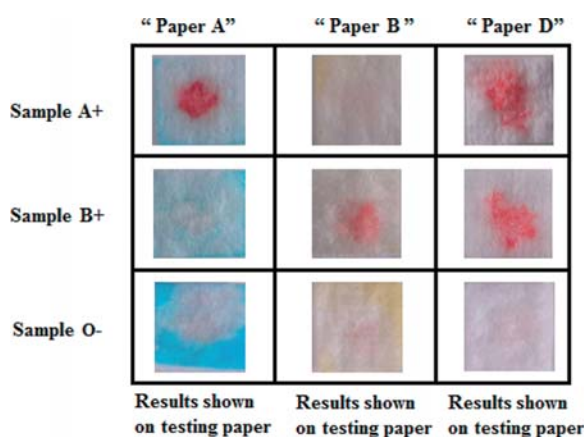 “ Paper A”
“ Paper B ”
“ Paper D”
Sample A+
Sample B+
Sample O-
Results shown
on testing paper
Results shown
on testing paper
Results shown
on testing paper